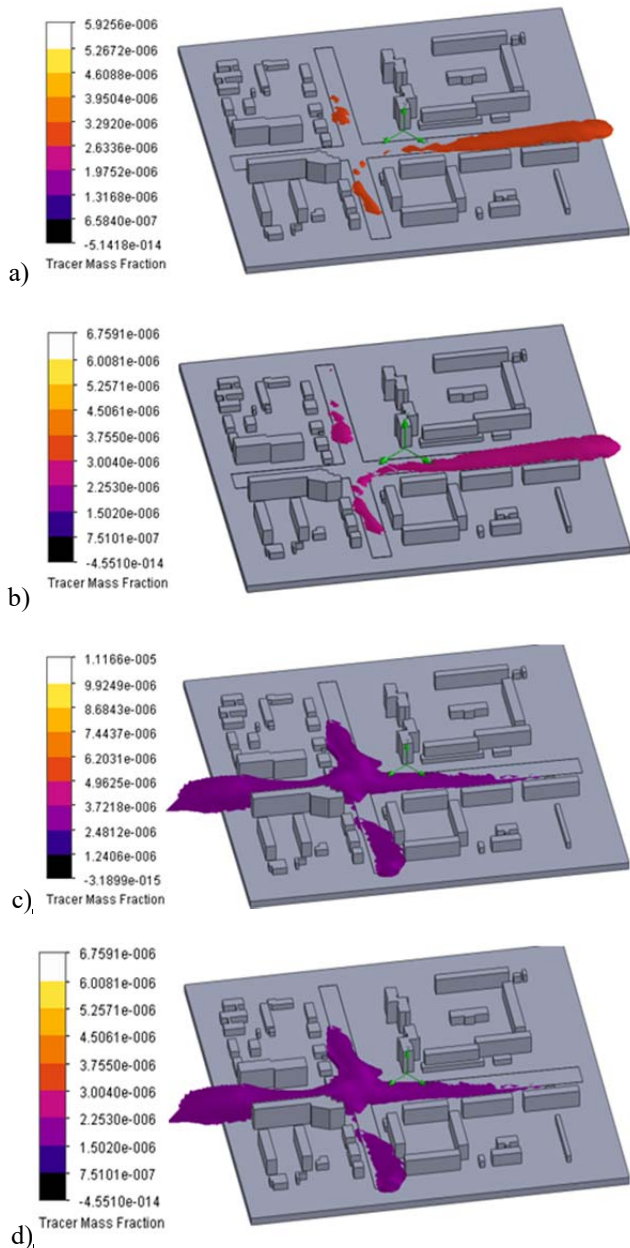 5.9256e-006
5.2672e-006
4.6088e-006
3.9504e-006
3.2920e-006
2.6336e-006
1.9752e-006
1.3168e-006
6.5840e-007
-5.1418e-014
Tracer Mass Fraction
a)
6.7591e-006
6.0081e-006
5.2571e-006
4.5061e-006
3.7550e-006
3.0040e-006
2.2530e-006
1.5020e-006
7.5101e-007
-4.5510e-014
Tracer Mass Fraction
b)
1.1166e-005
9.9249e-006
8.6843e-006
7.4437e-006
6.2031e-006
4.9625e-006
3.7218e-006
2.4812e-006
1.2406e-006
-3.1899e-015
Tracer Mass Fraction
c)
6.7591e-006
6.0081e-006
5.2571e-006
4.5061e-006
3.7550e-006
3.0040e-006
2.2530e-006
1.5020e-006
7.5101e-007
-4.5510e-014
Tracer Mass Fraction
d)